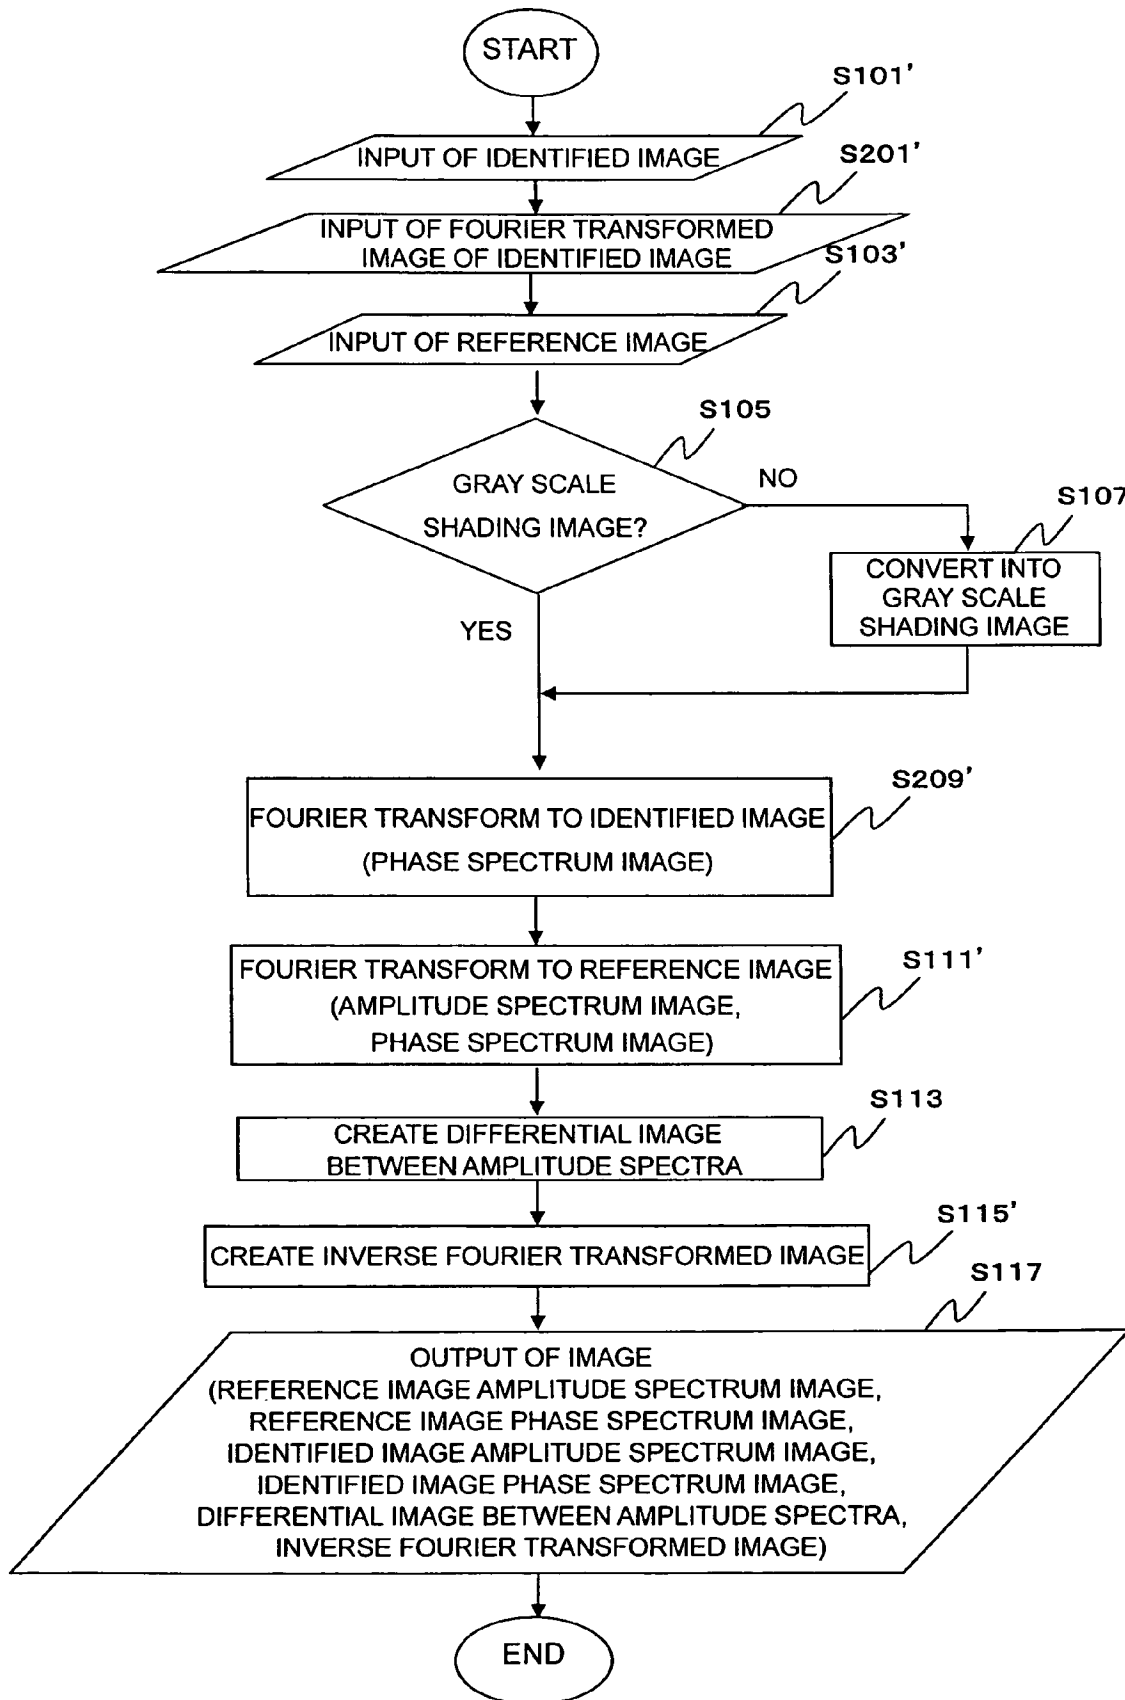 START
S101'
INPUT OF IDENTIFIED IMAGE
S201'
INPUT OF FOURIER TRANSFORMED
IMAGE OF IDENTIFIED IMAGE
S103'
INPUT OF REFERENCE IMAGE
S105
GRAY SCALE
SHADING IMAGE?
NO
S107
CONVERT INTO
GRAY SCALE
SHADING IMAGE
YES
S209'
FOURIER TRANSFORM TO IDENTIFIED IMAGE
(PHASE SPECTRUM IMAGE)
S111'
FOURIER TRANSFORM TO REFERENCE IMAGE
(AMPLITUDE SPECTRUM IMAGE,
PHASE SPECTRUM IMAGE)
S113
CREATE DIFFERENTIAL IMAGE
BETWEEN AMPLITUDE SPECTRA
S115'
CREATE INVERSE FOURIER TRANSFORMED IMAGE
S117
OUTPUT OF IMAGE
(REFERENCE IMAGE AMPLITUDE SPECTRUM IMAGE,
REFERENCE IMAGE PHASE SPECTRUM IMAGE,
IDENTIFIED IMAGE AMPLITUDE SPECTRUM IMAGE,
IDENTIFIED IMAGE PHASE SPECTRUM IMAGE,
DIFFERENTIAL IMAGE BETWEEN AMPLITUDE SPECTRA,
INVERSE FOURIER TRANSFORMED IMAGE)
END